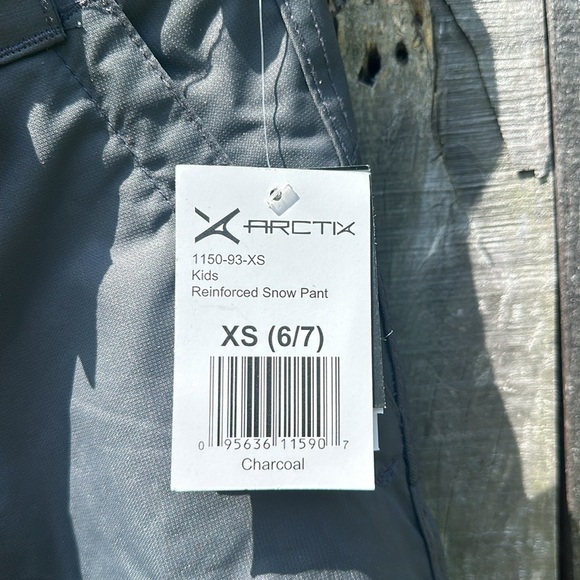 ARCTIX
1150-93-XS
Kids
Reinforced Snow Pant
XS (6/7)
0 95636 11590 7
Charcoal